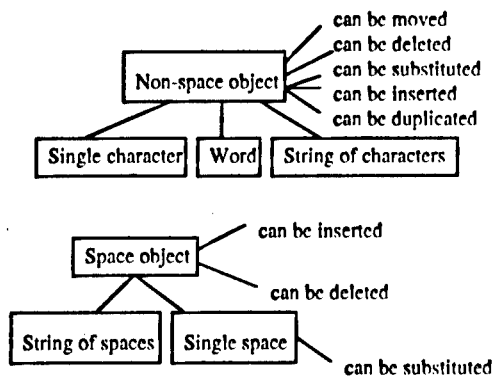 can be moved
can be deleted
Non-space object
can be substituted
can be inserted
can be duplicated
Single character
Word
String of characters
can be inserted
Space object
can be deleted
String of spaces
Single space
can be substituted